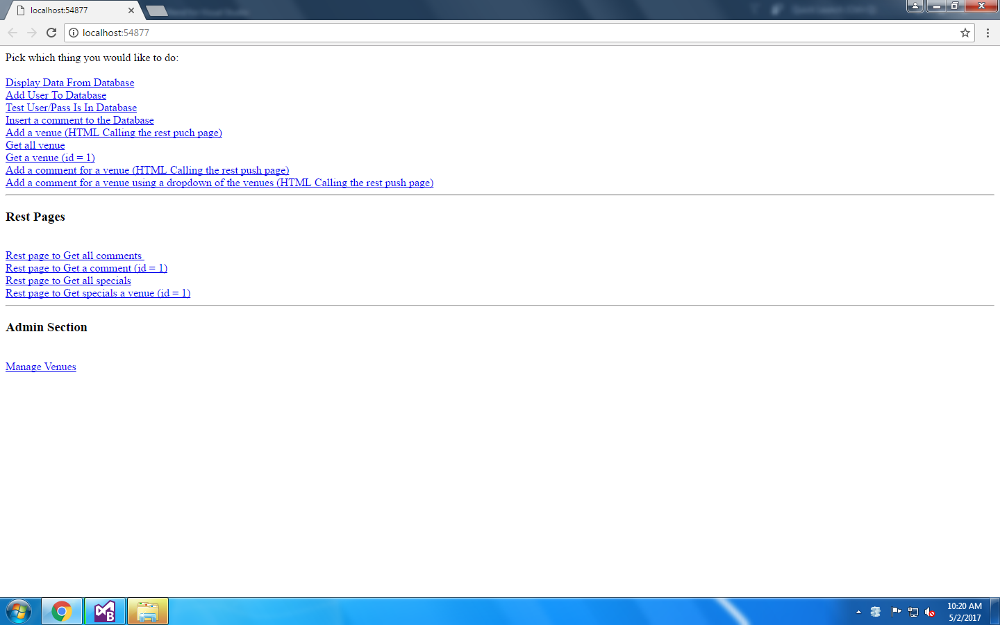 localhost:54877
localhost:54877
Pick which thing you would like to do:
Display Data From Database
Add User To Database
Test User/Pass Is In Database
Insert a comment to the Database
Add a venue (HTML Calling the rest puch page)
Get all venue
Get a venue (id = 1)
Add a comment for a venue (HTML Calling the rest push page)
Add a comment for a venue using a dropdown of the venues (HTML Calling the rest push page)
Rest Pages
Rest page to Get all comments
Rest page to Get a comment (id = 1)
Rest page to Get all specials
Rest page to Get specials a venue (id = 1)
Admin Section
Manage Venues
10:20 AM
5/2/2017